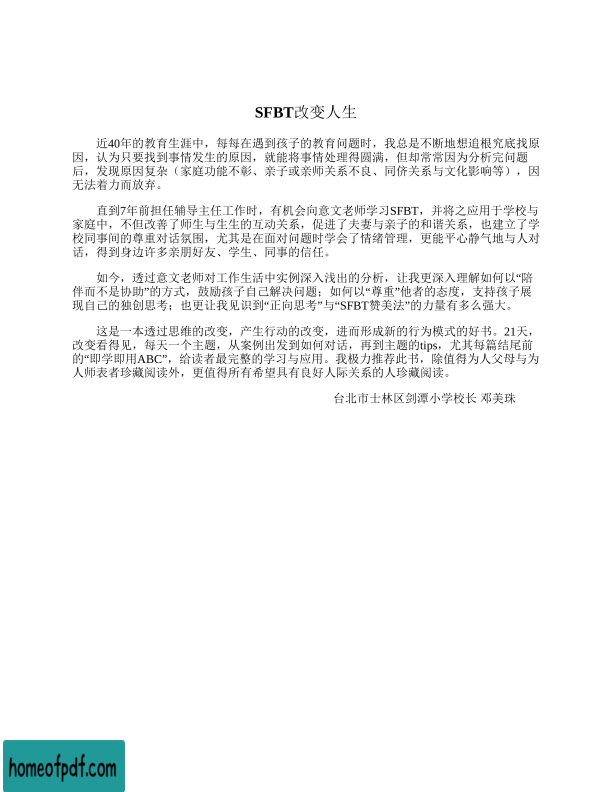 SFBT改变人生
近40年的教育生涯中，每每在遇到孩子的教育问题时，我总是不断地想追根究底找原
因，认为只要找到事情发生的原因，就能将事情处理得圆满，但却常常因为分析完问题
后，发现原因复杂（家庭功能不彰、亲子或亲师关系不良、同侪关系与文化影响等），因
无法着力而放弃。
直到7年前担任辅导主任工作时，有机会向意文老师学习SFBT，并将之应用于学校与
家庭中，不但改善了师生与生生的互动关系，促进了夫妻与亲子的和谐关系，也建立了学
校同事间的尊重对话氛围，尤其是在面对问题时学会了情绪管理，更能平心静气地与人对
话，得到身边许多亲朋好友、学生、同事的信任。
如今，透过意文老师对工作生活中实例深入浅出的分析，让我更深入理解如何以“陪
伴而不是协助”的方式，鼓励孩子自己解决问题；如何以“尊重”他者的态度，支持孩子展
现自己的独创思考；也更让我见识到“正向思考”与“SFBT赞美法”的力量有多么强大。
这是一本透过思维的改变，产生行动的改变，进而形成新的行为模式的好书。21天，
改变看得见，每天一个主题，从案例出发到如何对话，再到主题的tips，尤其每篇结尾前
的“即学即用ABC”，给读者最完整的学习与应用。我极力推荐此书，除值得为人父母与为
人师表者珍藏阅读外，更值得所有希望具有良好人际关系的人珍藏阅读。
台北市士林区剑潭小学校长 邓美珠
homeofpdf.com